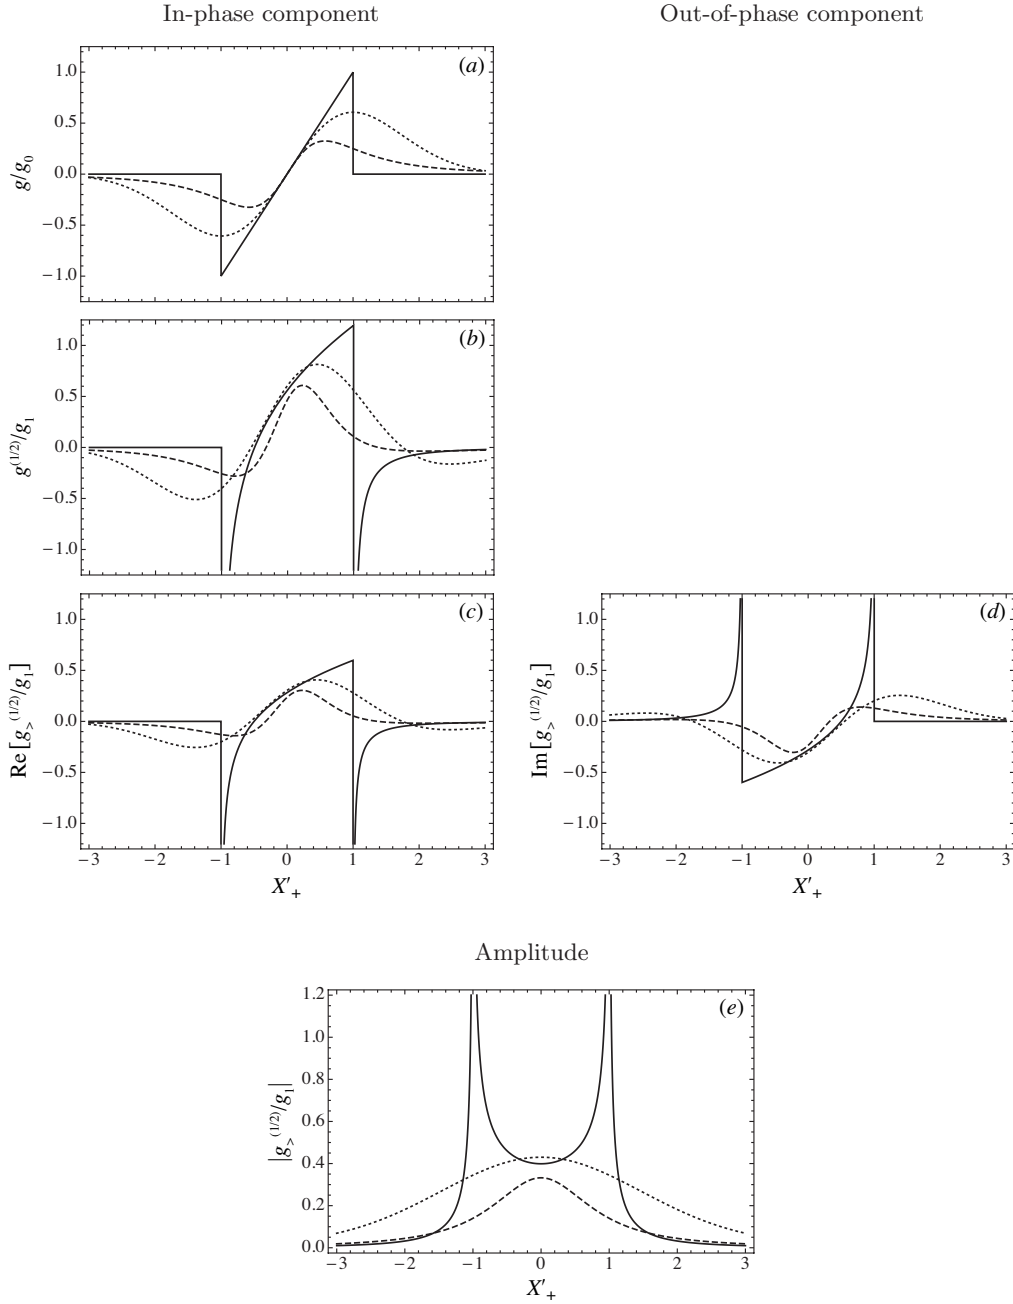 In-phase component
Out-of-phase component
(a)
1.0
0.5
0.0
−0.5
−1.0
g/g₀
(b)
1.0
0.5
0.0
−0.5
−1.0
g⁽¹/²⁾/g₁
(c)
1.0
0.5
0.0
−0.5
−1.0
Re[g>⁽¹/²⁾/g₁]
−3 −2 −1 0 1 2 3
X′₊
(d)
1.0
0.5
0.0
−0.5
−1.0
Im[g>⁽¹/²⁾/g₁]
−3 −2 −1 0 1 2 3
X′₊
Amplitude
(e)
1.2
1.0
0.8
0.6
0.4
0.2
0.0
|g>⁽¹/²⁾/g₁|
−3 −2 −1 0 1 2 3
X′₊